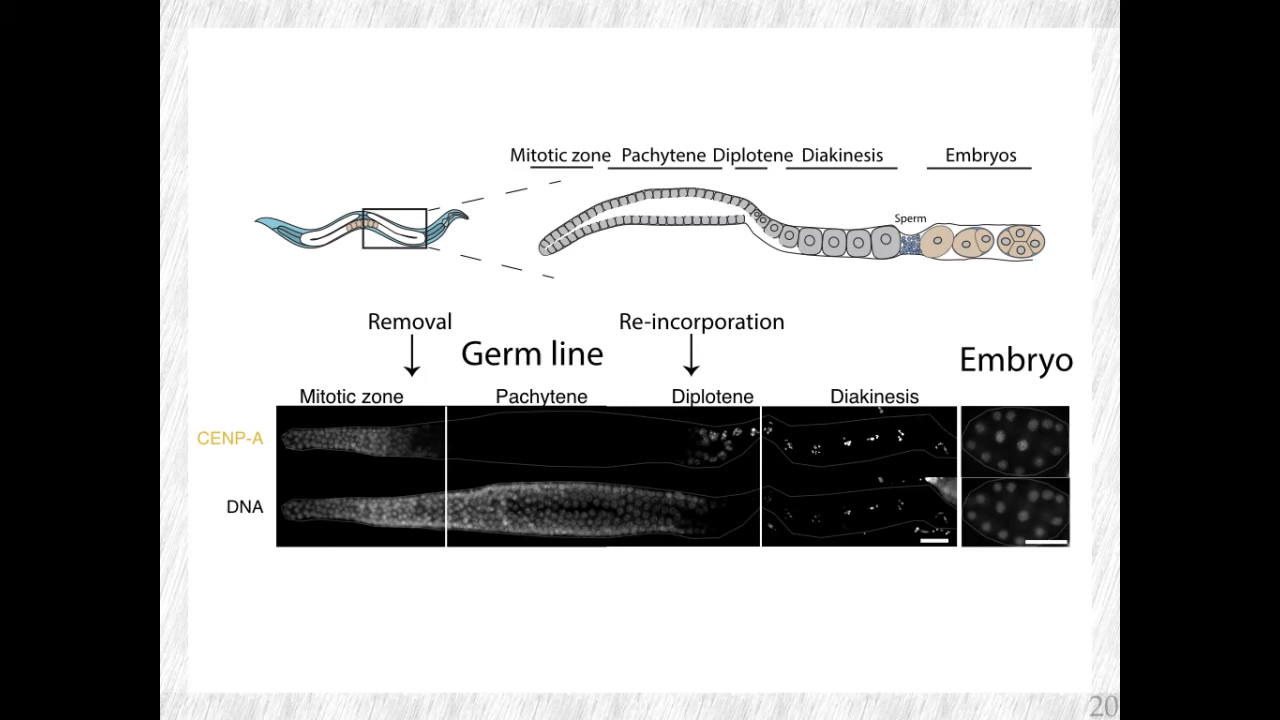 Mitotic zone Pachytene Diplotene Diakinesis Embryos
Sperm
Removal Re-incorporation
Germ line Embryo
Mitotic zone Pachytene Diplotene Diakinesis
CENP-A
DNA
20